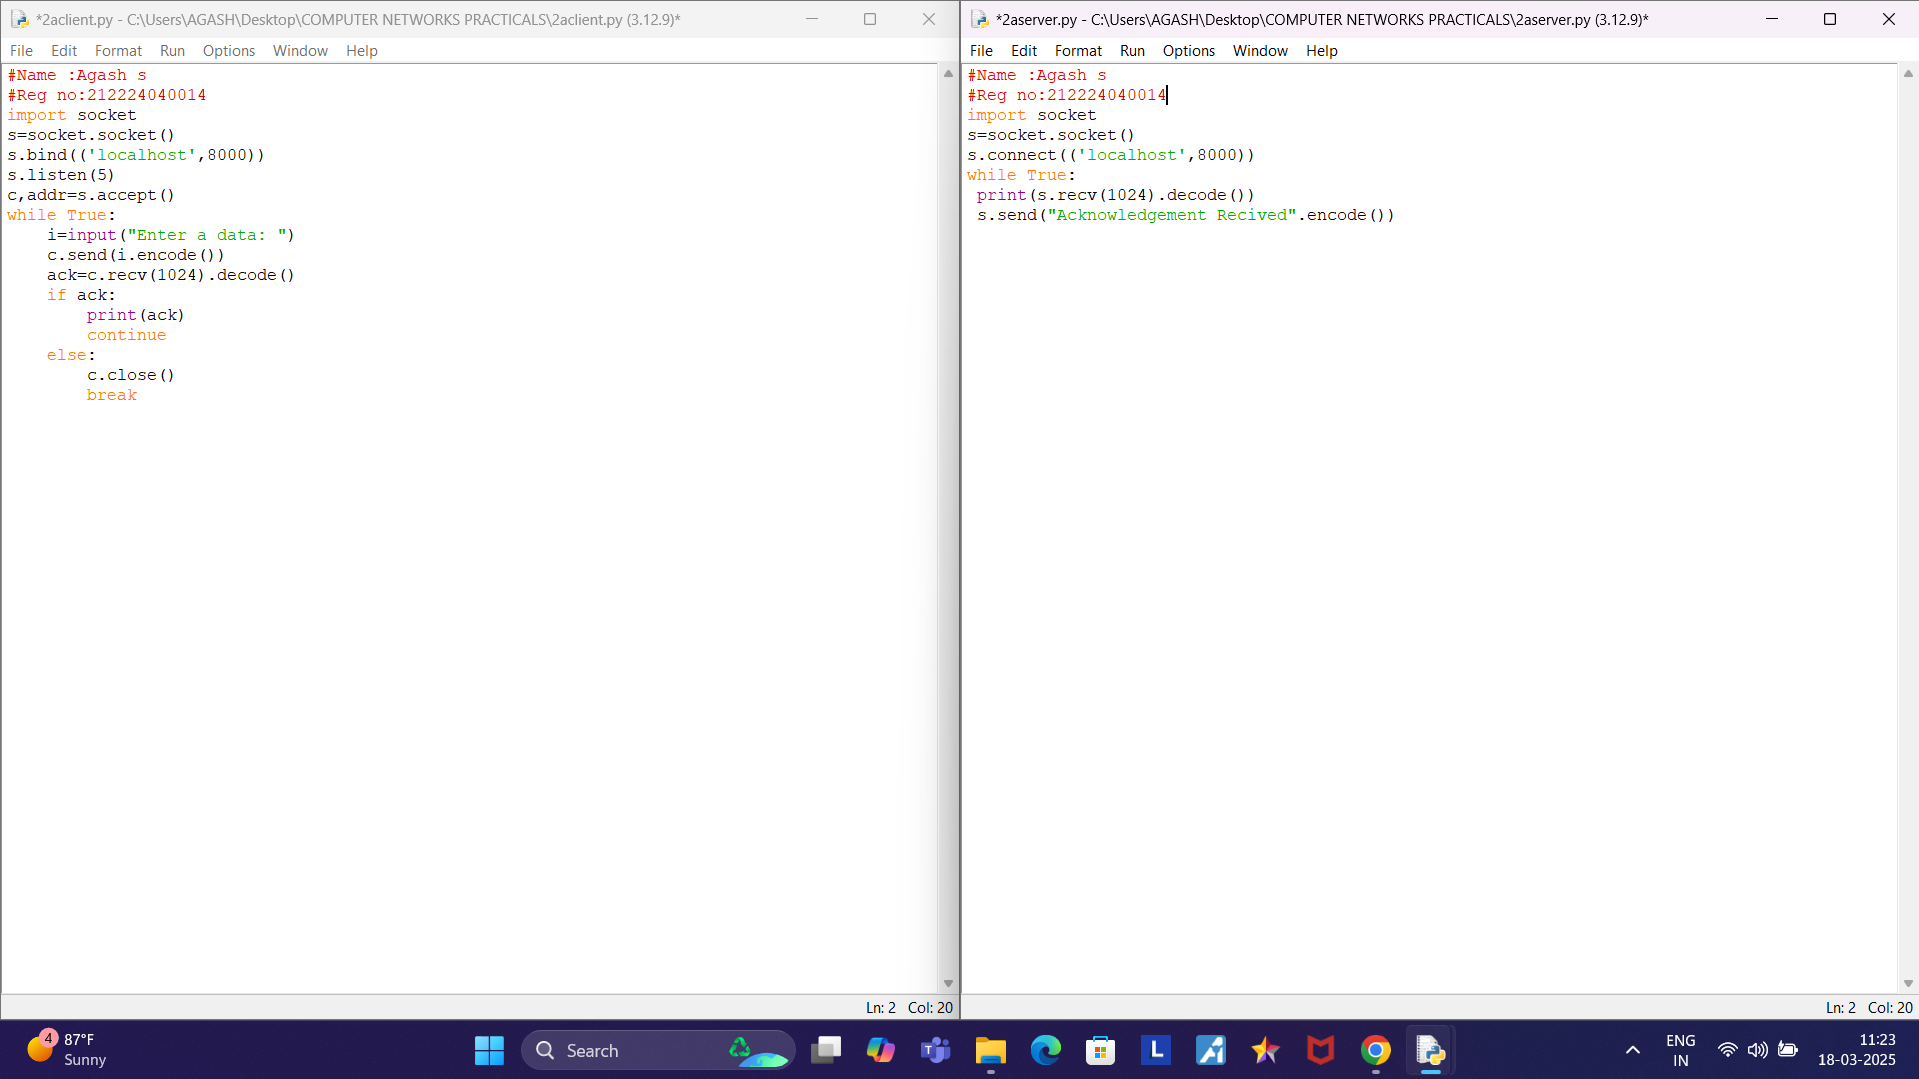 *2aclient.py - C:\Users\AGASH\Desktop\COMPUTER NETWORKS PRACTICALS\2aclient.py (3.12.9)*
File Edit Format Run Options Window Help
#Name :Agash s
#Reg no:212224040014
import socket
s=socket.socket()
s.bind(('localhost',8000))
s.listen(5)
c,addr=s.accept()
while True:
    i=input("Enter a data: ")
    c.send(i.encode())
    ack=c.recv(1024).decode()
    if ack:
        print(ack)
        continue
    else:
        c.close()
        break
Ln: 2 Col: 20
*2aserver.py - C:\Users\AGASH\Desktop\COMPUTER NETWORKS PRACTICALS\2aserver.py (3.12.9)*
File Edit Format Run Options Window Help
#Name :Agash s
#Reg no:212224040014
import socket
s=socket.socket()
s.connect(('localhost',8000))
while True:
 print(s.recv(1024).decode())
 s.send("Acknowledgement Recived".encode())
Ln: 2 Col: 20
4
87°F
Sunny
Search
T
L
ENG
IN
11:23
18-03-2025